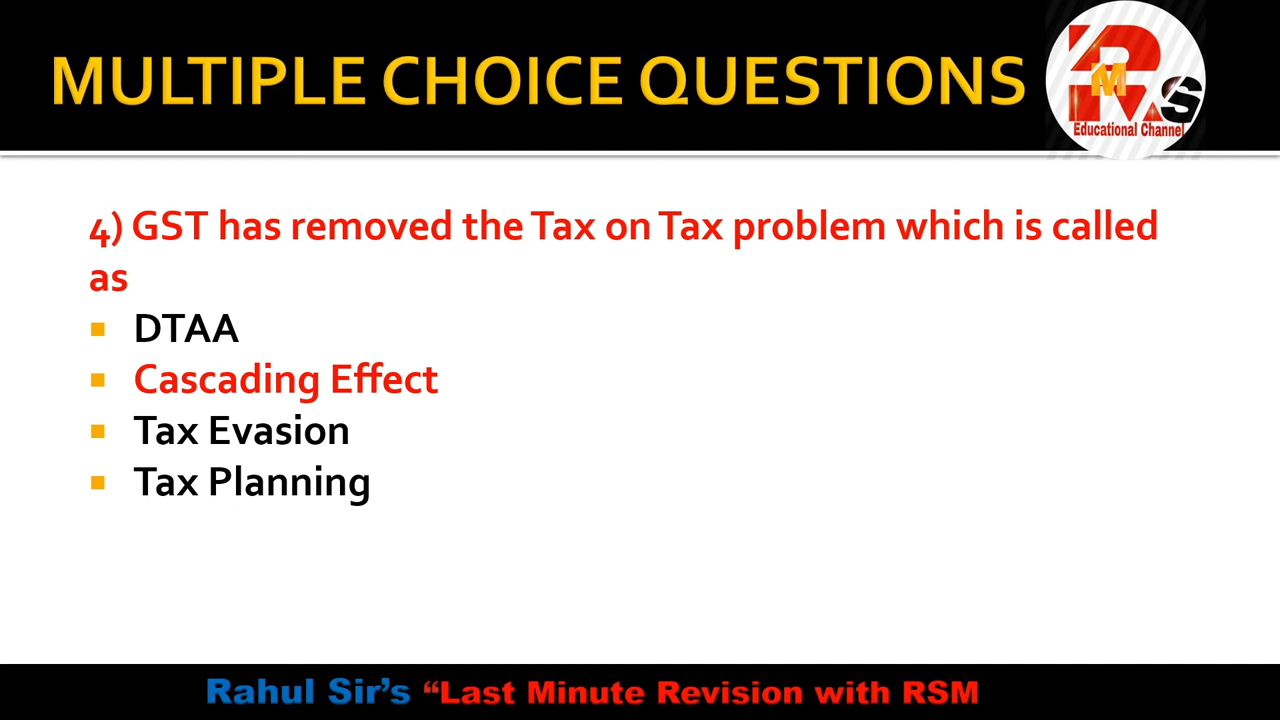 MULTIPLE CHOICE QUESTIONS
RMS
Educational Channel
4) GST has removed the Tax on Tax problem which is called
as
DTAA
Cascading Effect
Tax Evasion
Tax Planning
Rahul Sir's “Last Minute Revision with RSM